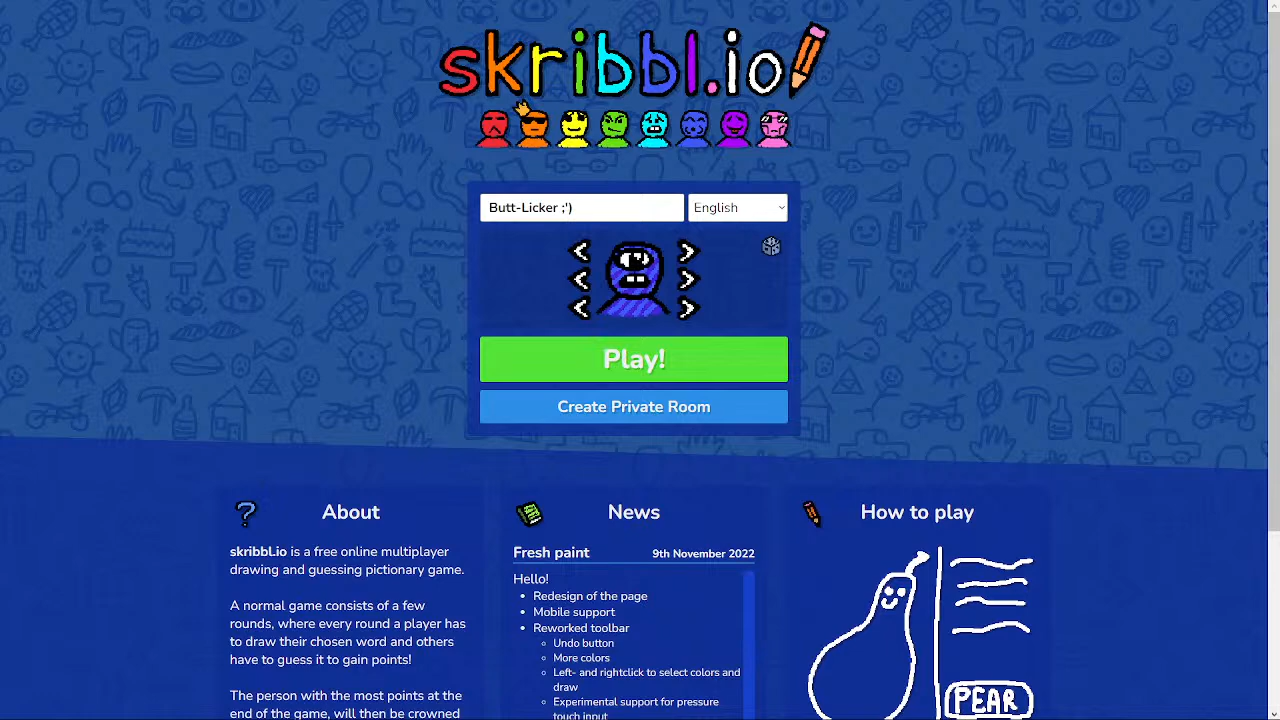 skribbl.io
Butt-Licker ;')
English
Play!
Create Private Room
About
skribbl.io is a free online multiplayer
drawing and guessing pictionary game.
A normal game consists of a few
rounds, where every round a player has
to draw their chosen word and others
have to guess it to gain points!
The person with the most points at the
end of the game, will then be crowned
News
Fresh paint
9th November 2022
Hello!
Redesign of the page
Mobile support
Reworked toolbar
Undo button
More colors
Left- and rightclick to select colors and
draw
Experimental support for pressure
touch input
How to play
PEAR